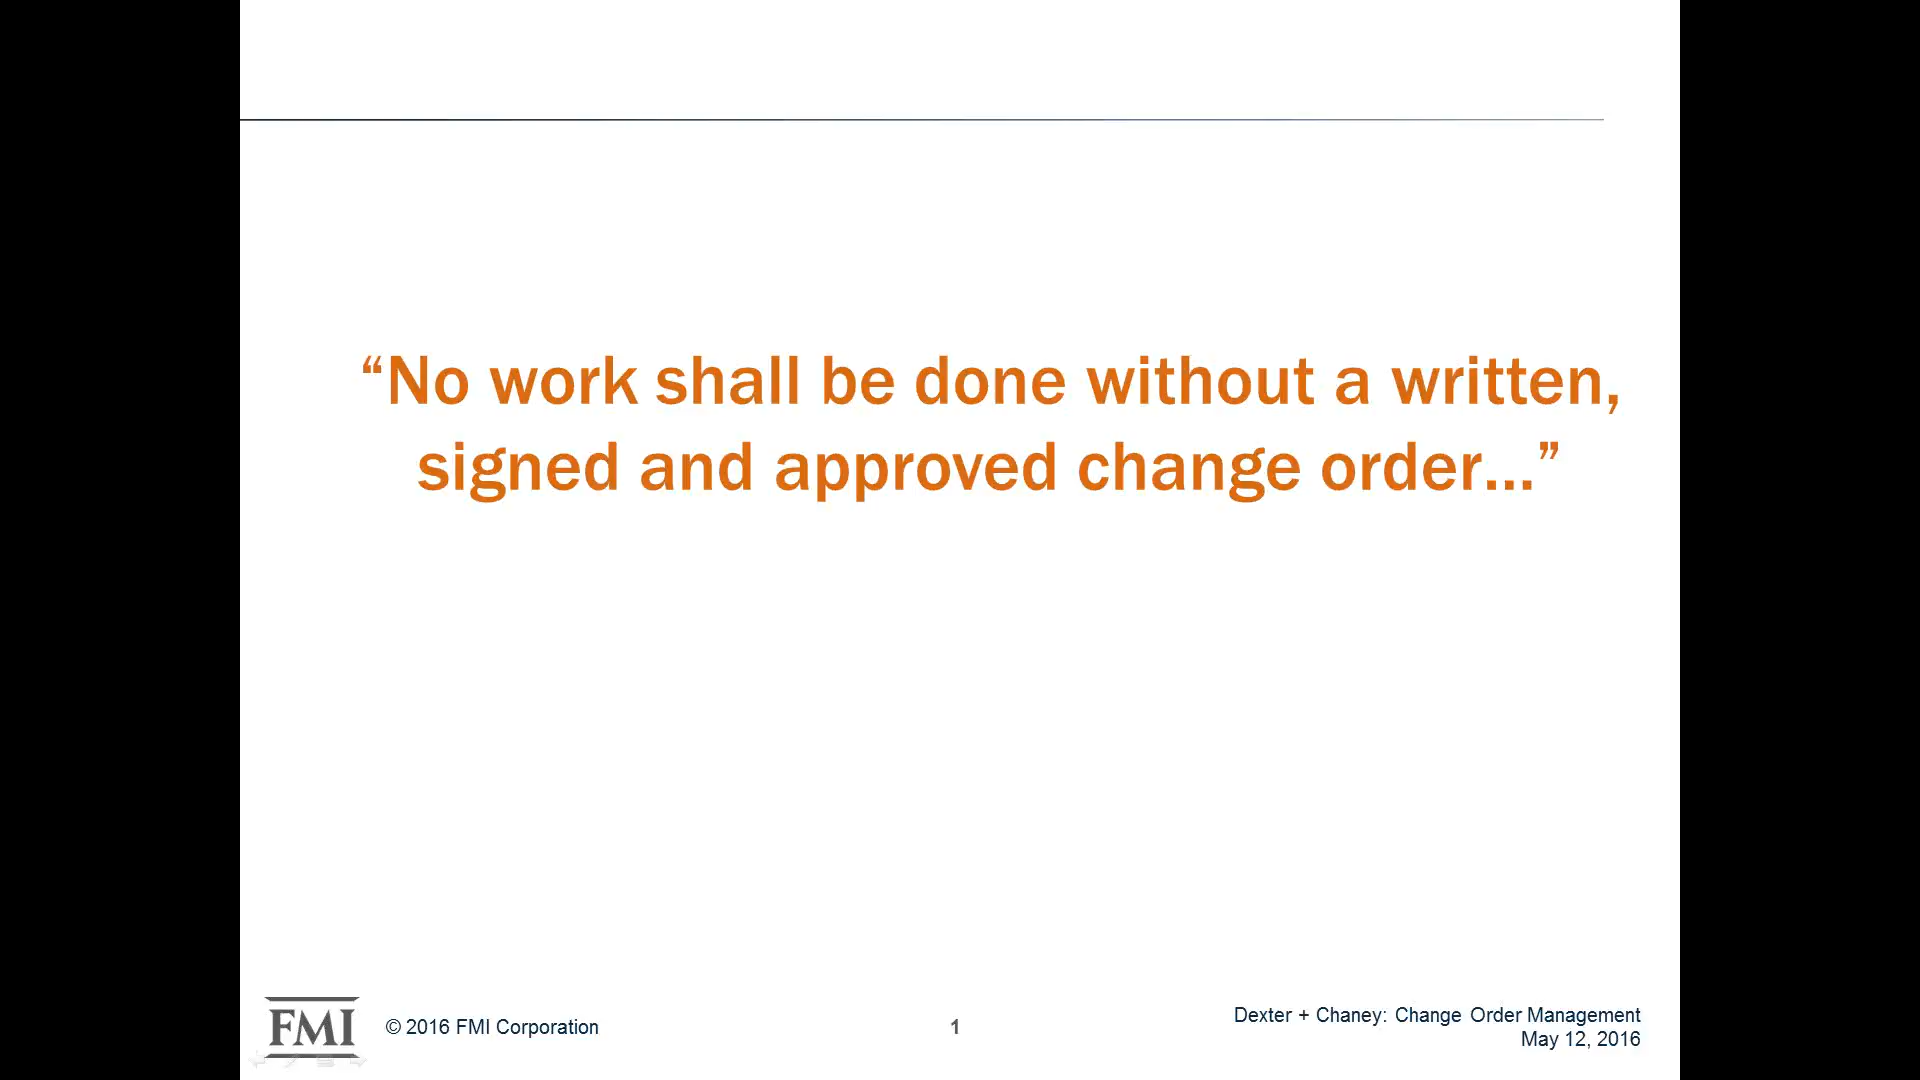 “No work shall be done without a written,
signed and approved change order...”
FMI
© 2016 FMI Corporation
1
Dexter + Chaney: Change Order Management
May 12, 2016